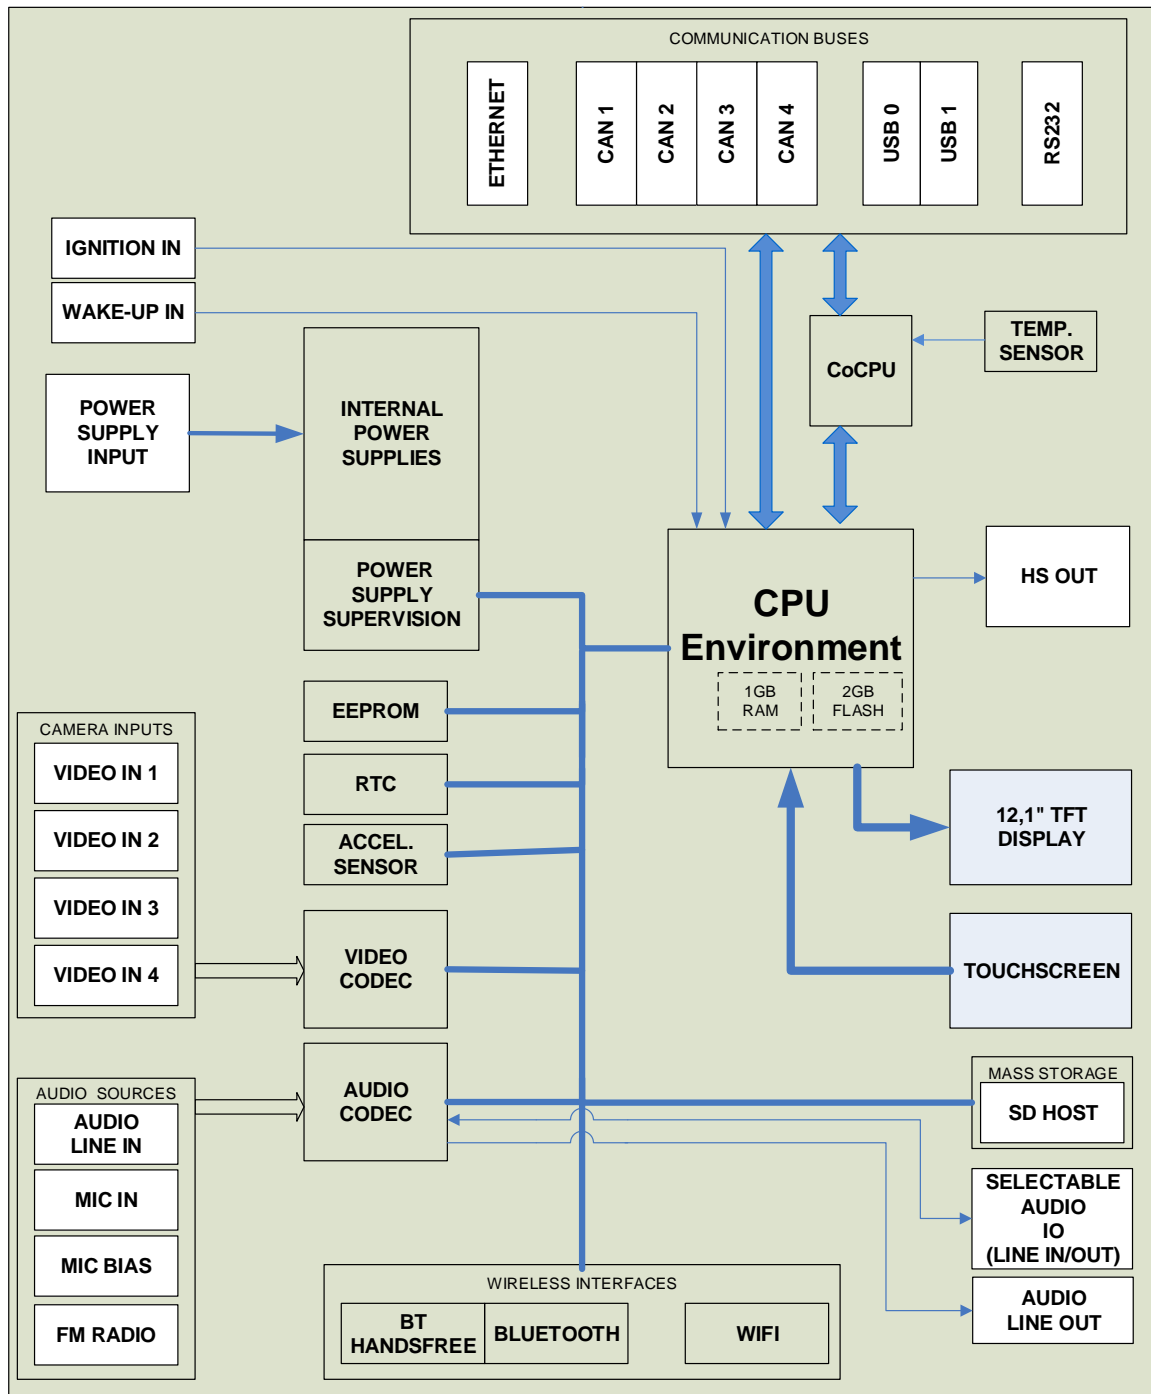 COMMUNICATION BUSES
ETHERNET
CAN 1
CAN 2
CAN 3
CAN 4
USB 0
USB 1
RS232
IGNITION IN
WAKE-UP IN
POWER
SUPPLY
INPUT
INTERNAL
POWER
SUPPLIES
POWER
SUPPLY
SUPERVISION
CoCPU
TEMP.
SENSOR
CPU
Environment
1GB
RAM
2GB
FLASH
HS OUT
EEPROM
RTC
ACCEL.
SENSOR
CAMERA INPUTS
VIDEO IN 1
VIDEO IN 2
VIDEO IN 3
VIDEO IN 4
VIDEO
CODEC
12,1" TFT
DISPLAY
TOUCHSCREEN
AUDIO SOURCES
AUDIO
LINE IN
MIC IN
MIC BIAS
FM RADIO
AUDIO
CODEC
MASS STORAGE
SD HOST
SELECTABLE
AUDIO
IO
(LINE IN/OUT)
AUDIO
LINE OUT
WIRELESS INTERFACES
BT
HANDSFREE
BLUETOOTH
WIFI